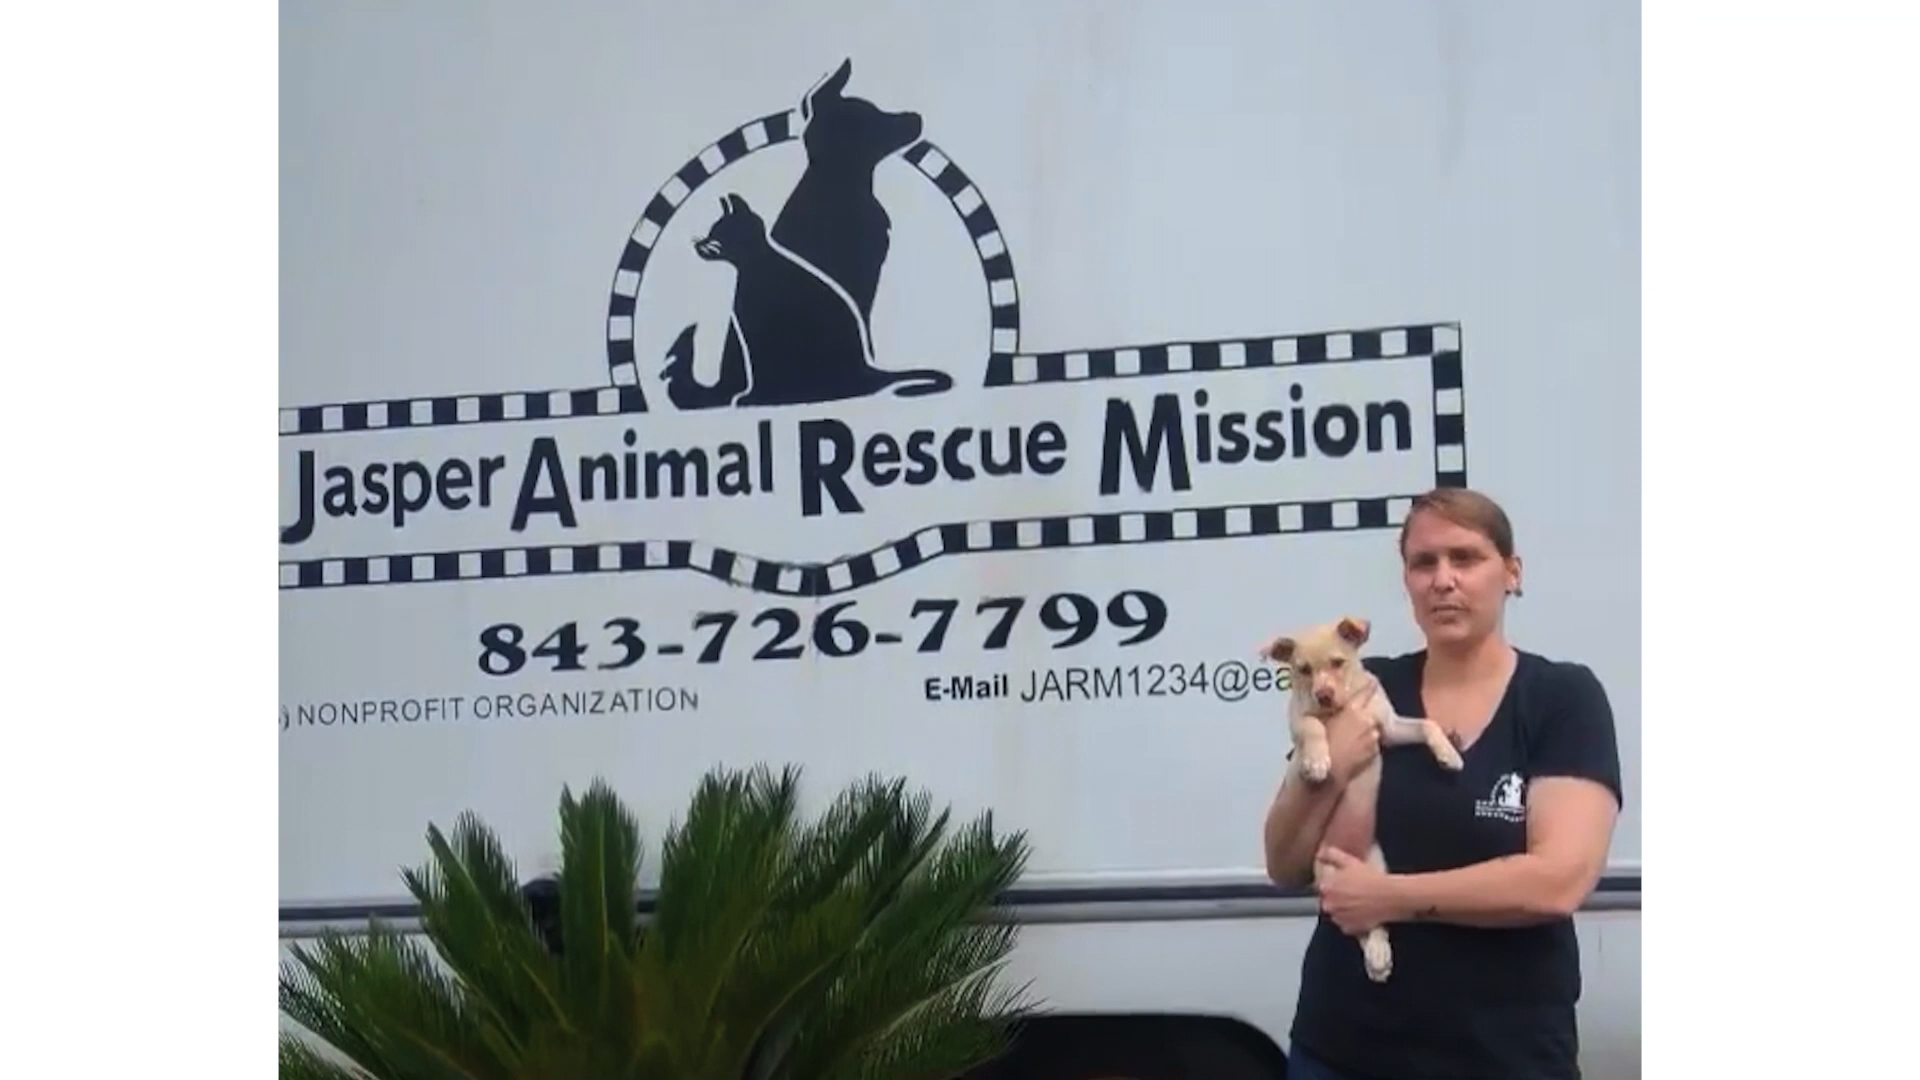 Jasper Animal Rescue Mission
843-726-7799
) NONPROFIT ORGANIZATION
E-Mail JARM1234@ea